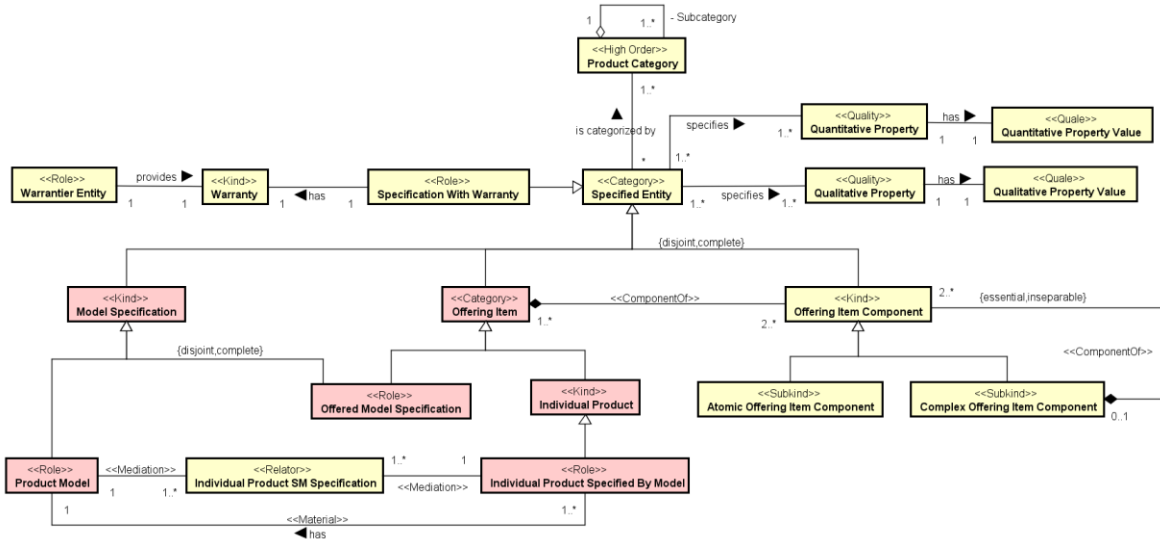 1
1..*
- Subcategory
<<High Order>>
Product Category
1..*
is categorized by
*
specifies
1..*
1..*
<<Quality>>
Quantitative Property
has
1
1
<<Quale>>
Quantitative Property Value
<<Role>>
Warrantier Entity
provides
1
1
<<Kind>>
Warranty
has
1
1
<<Role>>
Specification With Warranty
<<Category>>
Specified Entity
1..*
specifies
1..*
<<Quality>>
Qualitative Property
has
1
1
<<Quale>>
Qualitative Property Value
{disjoint,complete}
<<Kind>>
Model Specification
<<Category>>
Offering Item
1..*
<<ComponentOf>>
2..*
<<Kind>>
Offering Item Component
2..*
{essential,inseparable}
<<ComponentOf>>
0..1
{disjoint,complete}
<<Role>>
Offered Model Specification
<<Kind>>
Individual Product
<<Subkind>>
Atomic Offering Item Component
<<Subkind>>
Complex Offering Item Component
<<Role>>
Product Model
<<Mediation>>
1
1..*
<<Relator>>
Individual Product SM Specification
1..*
1
<<Mediation>>
<<Role>>
Individual Product Specified By Model
1
<<Material>>
has
1..*